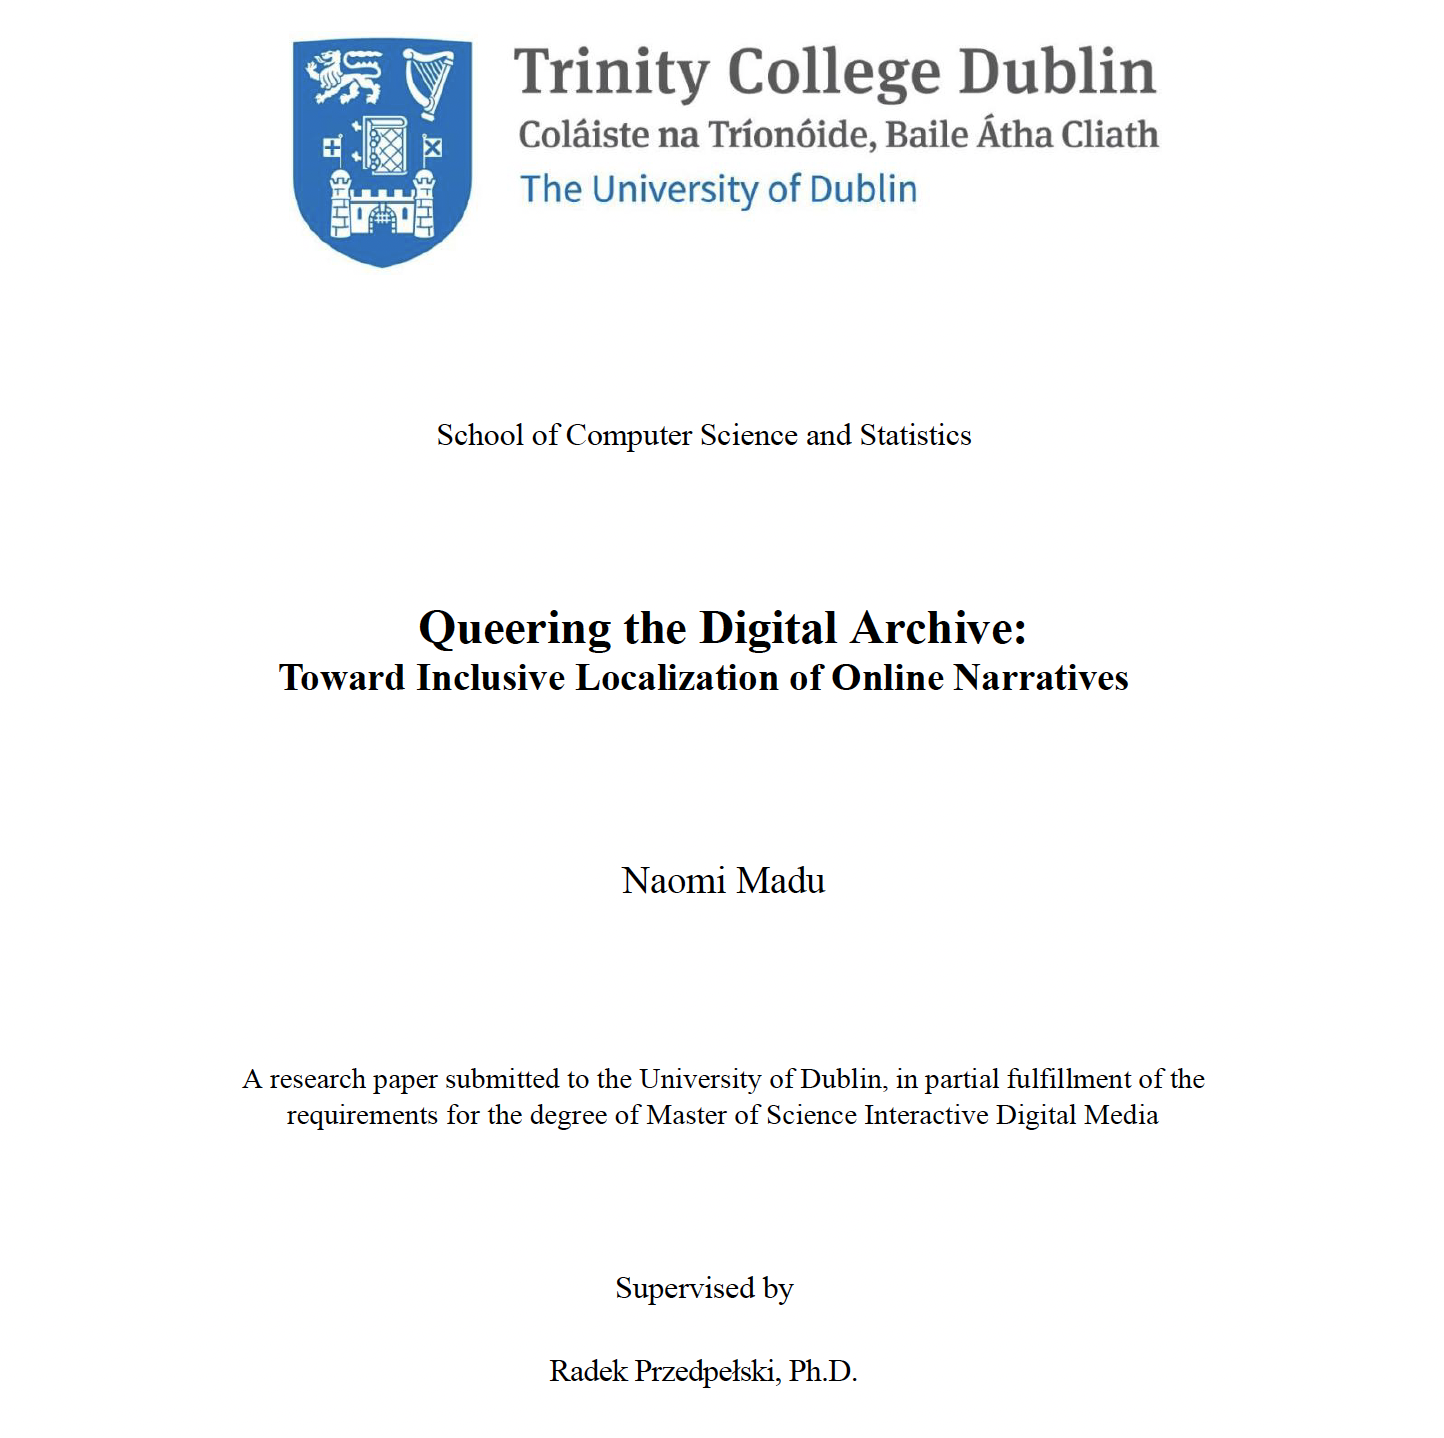 Trinity College Dublin
Coláiste na Tríonóide, Baile Átha Cliath
The University of Dublin
School of Computer Science and Statistics
Queering the Digital Archive:
Toward Inclusive Localization of Online Narratives
Naomi Madu
A research paper submitted to the University of Dublin, in partial fulfillment of the
requirements for the degree of Master of Science Interactive Digital Media
Supervised by
Radek Przedpełski, Ph.D.